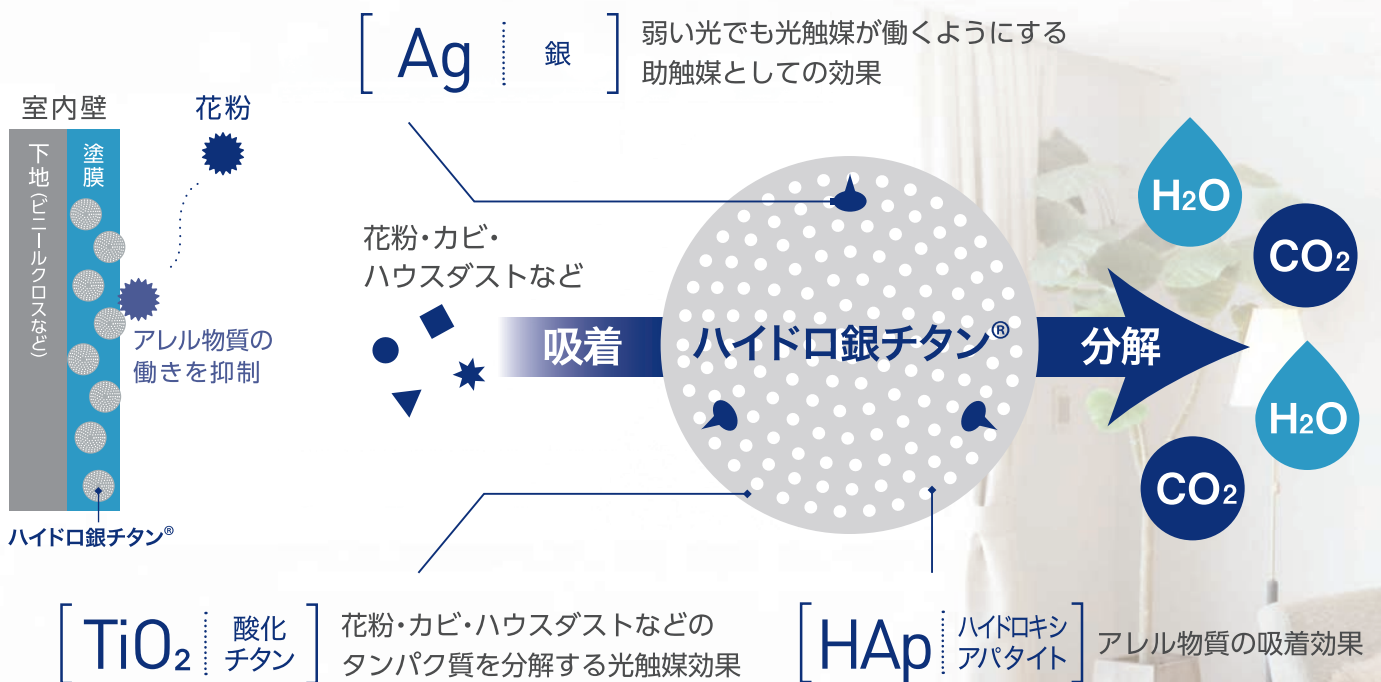 [Ag 銀]
弱い光でも光触媒が働くようにする
助触媒としての効果
室内壁
花粉
下地(ビニールクロスなど)
塗膜
アレル物質の
働きを抑制
ハイドロ銀チタン®
花粉・カビ・
ハウスダストなど
吸着
ハイドロ銀チタン®
分解
H2O
CO2
H2O
CO2
[TiO2 酸化
チタン]
花粉・カビ・ハウスダストなどの
タンパク質を分解する光触媒効果
[HAp ハイドロキシ
アパタイト]
アレル物質の吸着効果